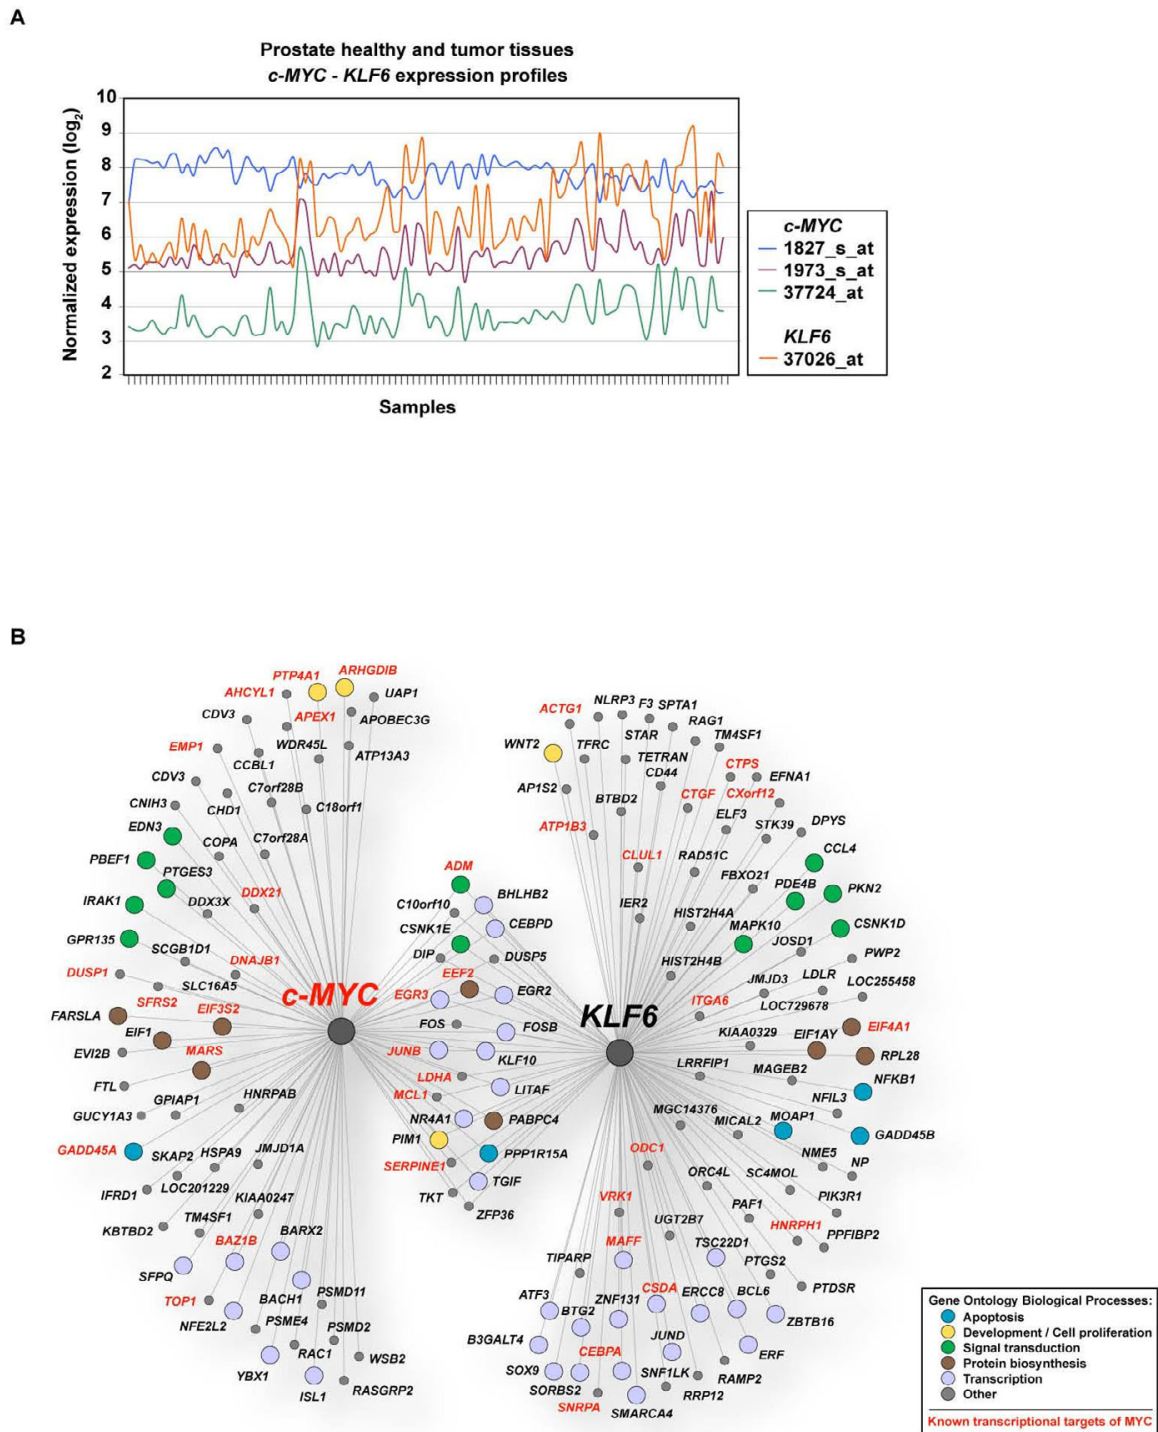 A
Prostate healthy and tumor tissues
c-MYC - KLF6 expression profiles
Normalized expression (log2)
10
9
8
7
6
5
4
3
2
Samples
c-MYC
1827_s_at
1973_s_at
37724_at
KLF6
37026_at
B
PTP4A1
ARHGDIB
AHCYL1
UAP1
CDV3
APEX1
APOBEC3G
EMP1
WDR45L
ATP13A3
CCBL1
CDV3
C7orf28B
CNIH3
CHD1
C18orf1
EDN3
COPA
C7orf28A
PBEF1
PTGES3
DDX21
IRAK1
DDX3X
GPR135
SCGB1D1
DNAJB1
DUSP1
SLC16A5
SFRS2
EIF3S2
c-MYC
FARSLA
EIF1
EVI2B
MARS
FTL
HNRPAB
GUCY1A3
GPIAP1
GADD45A
SKAP2
HSPA9
JMJD1A
IFRD1
LOC201229
KIAA0247
KBTBD2
TM4SF1
BARX2
BAZ1B
SFPQ
TOP1
BACH1
PSMD11
NFE2L2
PSME4
PSMD2
YBX1
RAC1
WSB2
ISL1
RASGRP2
ADM
BHLHB2
C10orf10
CEBPD
CSNK1E
DIP
DUSP5
EEF2
EGR3
EGR2
FOS
FOSB
JUNB
KLF10
LDHA
LITAF
MCL1
NR4A1
PABPC4
PIM1
PPP1R15A
SERPINE1
TGIF
TKT
ZFP36
ACTG1
NLRP3
F3
SPTA1
STAR
RAG1
WNT2
TFRC
TETRAN
TM4SF1
CD44
CTPS
AP1S2
BTBD2
CTGF
CXorf12
EFNA1
ATP1B3
ELF3
STK39
DPYS
CLUL1
RAD51C
CCL4
FBXO21
PDE4B
PKN2
IER2
HIST2H4A
MAPK10
CSNK1D
JOSD1
HIST2H4B
PWP2
JMJD3
LDLR
LOC255458
KLF6
ITGA6
LOC729678
KIAA0329
EIF1AY
EIF4A1
LRRFIP1
RPL28
MAGEB2
NFKB1
NFIL3
MGC14376
MICAL2
MOAP1
GADD45B
ODC1
NME5
NP
ORC4L
SC4MOL
PIK3R1
VRK1
PAF1
HNRPH1
UGT2B7
PPFIBP2
MAFF
TSC22D1
TIPARP
PTGS2
PTDSR
CSDA
ERCC8
BCL6
ATF3
ZNF131
BTG2
ZBTB16
B3GALT4
JUND
CEBPA
ERF
SOX9
SNF1LK
RAMP2
SORBS2
RRP12
SNRPA
SMARCA4
Gene Ontology Biological Processes:
Apoptosis
Development / Cell proliferation
Signal transduction
Protein biosynthesis
Transcription
Other
Known transcriptional targets of MYC